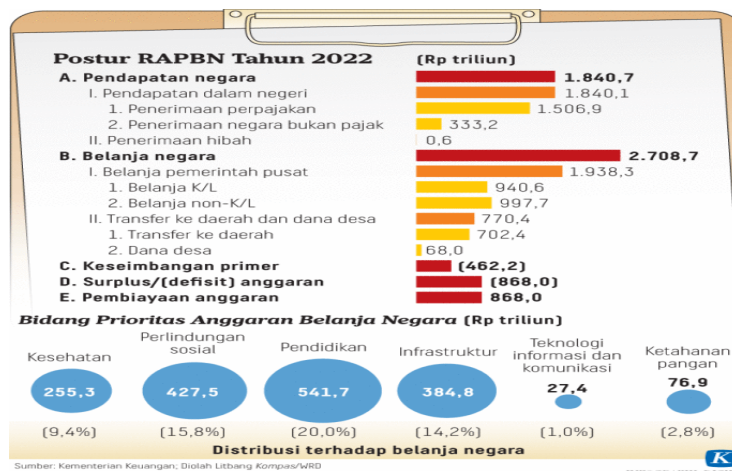 Postur RAPBN Tahun 2022 (Rp triliun)
A. Pendapatan negara 1.840,7
I. Pendapatan dalam negeri 1.840,1
1. Penerimaan perpajakan 1.506,9
2. Penerimaan negara bukan pajak 333,2
II. Penerimaan hibah 0,6
B. Belanja negara 2.708,7
I. Belanja pemerintah pusat 1.938,3
1. Belanja K/L 940,6
2. Belanja non-K/L 997,7
II. Transfer ke daerah dan dana desa 770,4
1. Transfer ke daerah 702,4
2. Dana desa 68,0
C. Keseimbangan primer (462,2)
D. Surplus/(defisit) anggaran (868,0)
E. Pembiayaan anggaran 868,0
Bidang Prioritas Anggaran Belanja Negara (Rp triliun)
Kesehatan
255,3
(9,4%)
Perlindungan
sosial
427,5
(15,8%)
Pendidikan
541,7
(20,0%)
Infrastruktur
384,8
(14,2%)
Teknologi
informasi dan
komunikasi
27,4
(1,0%)
Ketahanan
pangan
76,9
(2,8%)
Distribusi terhadap belanja negara
K
Sumber: Kementerian Keuangan; Diolah Litbang Kompas/WRD